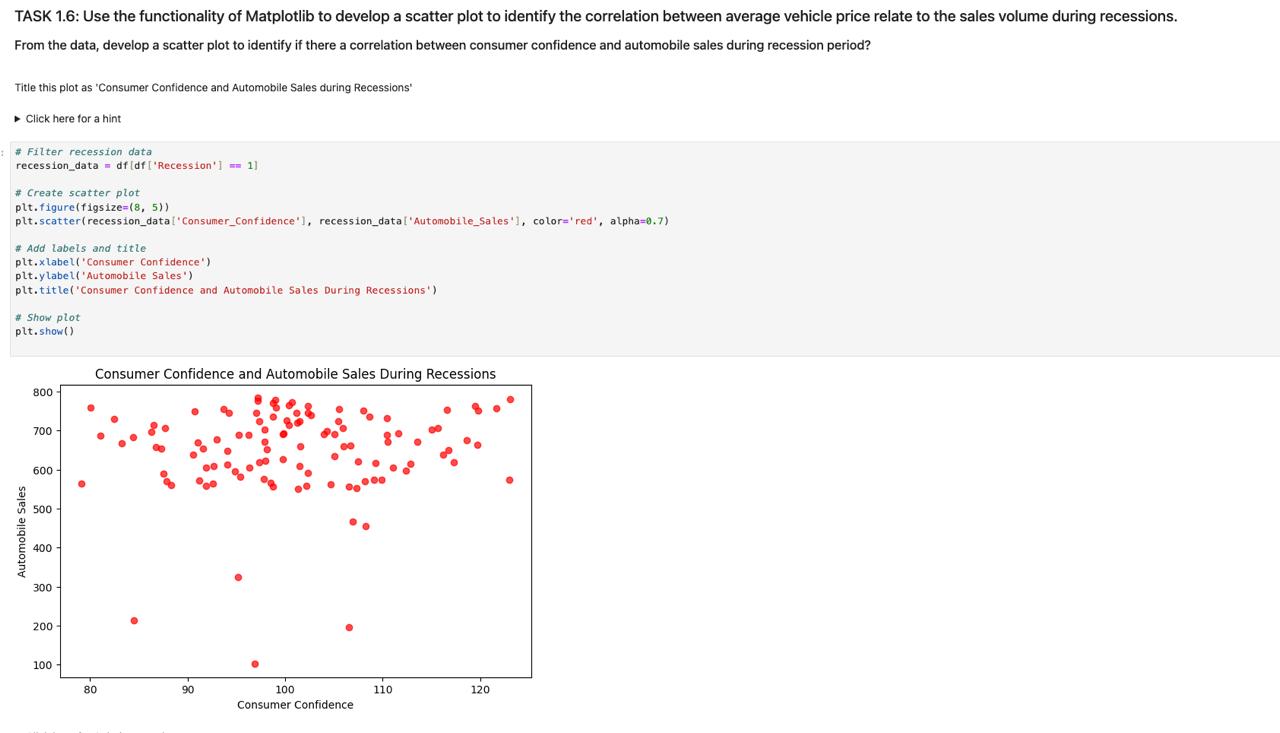 TASK 1.6: Use the functionality of Matplotlib to develop a scatter plot to identify the correlation between average vehicle price relate to the sales volume during recessions.
From the data, develop a scatter plot to identify if there a correlation between consumer confidence and automobile sales during recession period?
Title this plot as 'Consumer Confidence and Automobile Sales during Recessions'
▶ Click here for a hint
:
# Filter recession data
recession_data = df[df['Recession'] == 1]
# Create scatter plot
plt.figure(figsize=(8, 5))
plt.scatter(recession_data['Consumer_Confidence'], recession_data['Automobile_Sales'], color='red', alpha=0.7)
# Add labels and title
plt.xlabel('Consumer Confidence')
plt.ylabel('Automobile Sales')
plt.title('Consumer Confidence and Automobile Sales During Recessions')
# Show plot
plt.show()
Consumer Confidence and Automobile Sales During Recessions
800
700
600
500
400
300
200
100
Automobile Sales
80 90 100 110 120
Consumer Confidence